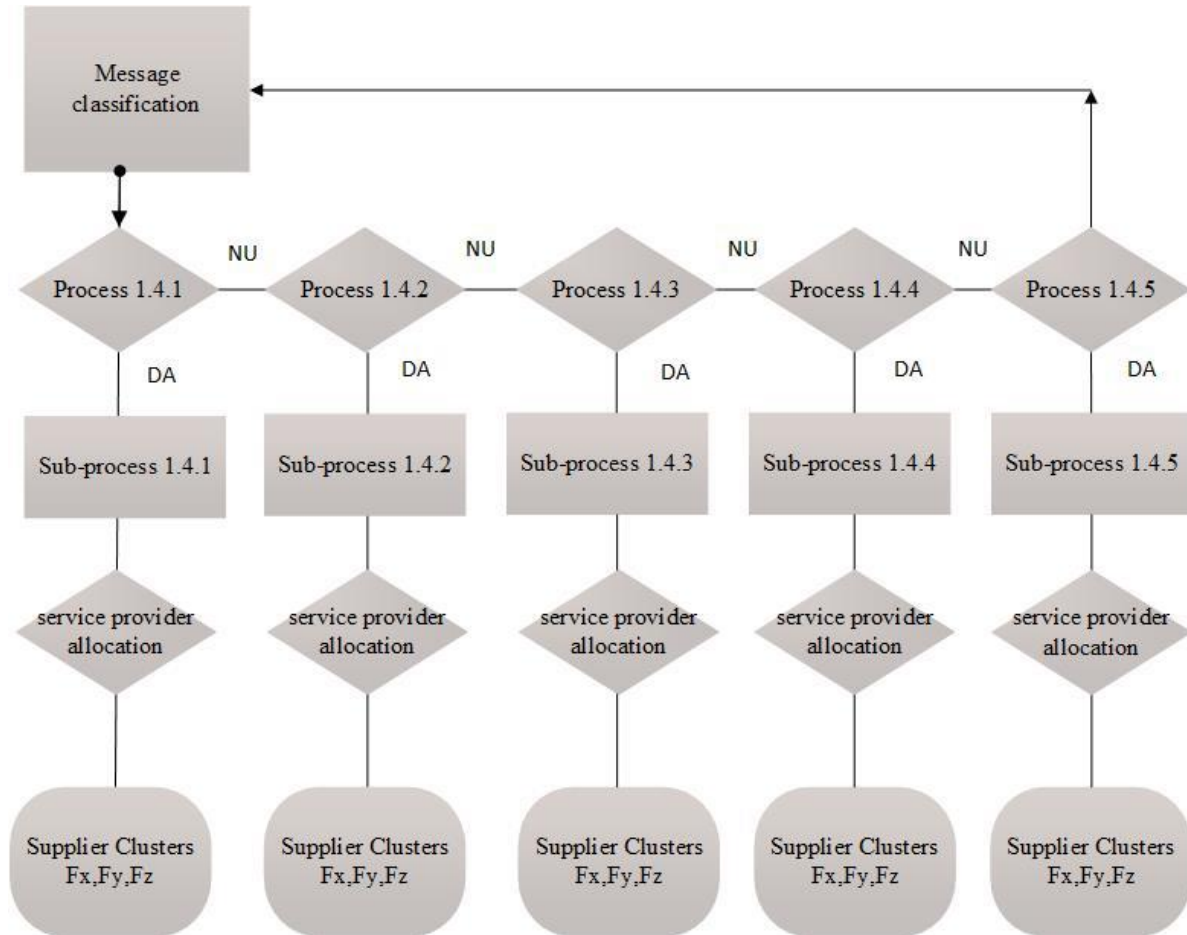 Message
classification
NU
NU
NU
NU
Process 1.4.1
Process 1.4.2
Process 1.4.3
Process 1.4.4
Process 1.4.5
DA
DA
DA
DA
DA
Sub-process 1.4.1
Sub-process 1.4.2
Sub-process 1.4.3
Sub-process 1.4.4
Sub-process 1.4.5
service provider
allocation
service provider
allocation
service provider
allocation
service provider
allocation
service provider
allocation
Supplier Clusters
Fx,Fy,Fz
Supplier Clusters
Fx,Fy,Fz
Supplier Clusters
Fx,Fy,Fz
Supplier Clusters
Fx,Fy,Fz
Supplier Clusters
Fx,Fy,Fz